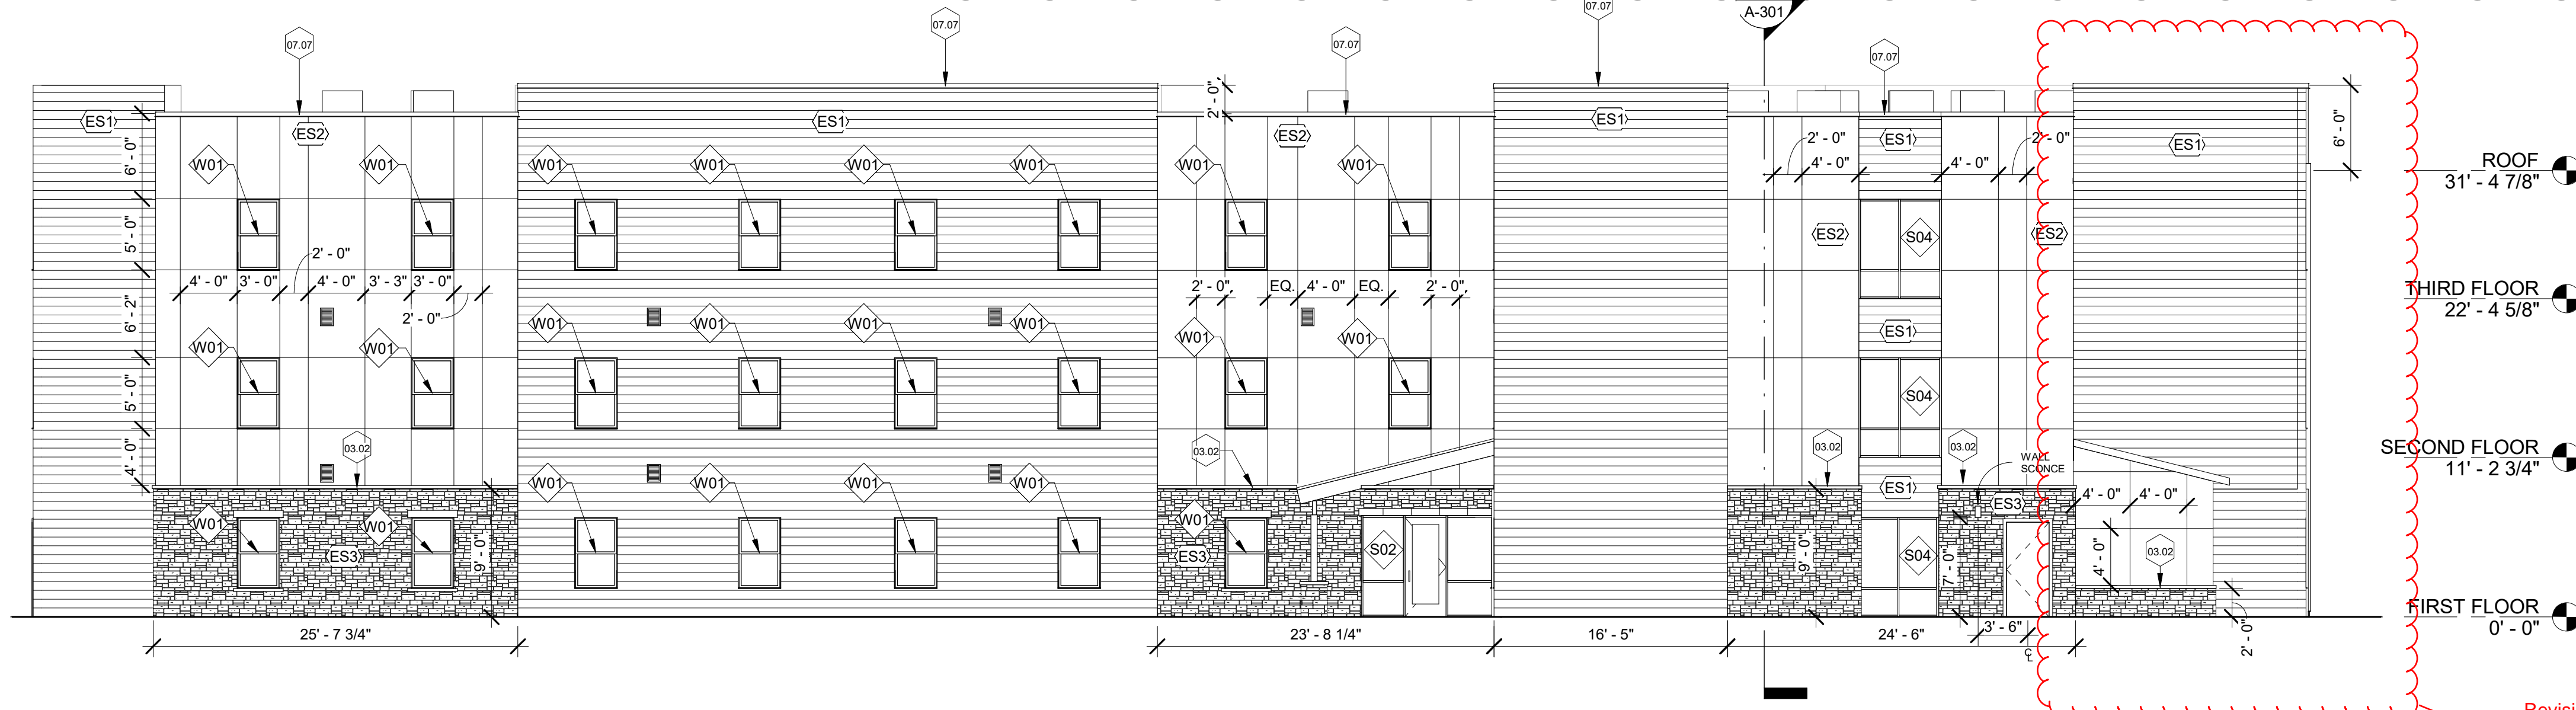 07.07
07.07
07.07
07.07
A-301
07.07
ES1
ES2
ES1
2' - 0"
ES2
ES1
2' - 0"
ES1
2' - 0"
ES1
6' - 0"
6' - 0"
W01
W01
W01
W01
W01
W01
W01
W01
4' - 0"
4' - 0"
ROOF
31' - 4 7/8"
5' - 0"
2' - 0"
ES2
S04
ES2
4' - 0"
3' - 0"
4' - 0"
3' - 3"
3' - 0"
2' - 0"
EQ.
4' - 0"
EQ.
2' - 0"
THIRD FLOOR
22' - 4 5/8"
6' - 2"
2' - 0"
W01
W01
W01
W01
W01
W01
W01
W01
ES1
5' - 0"
S04
4' - 0"
03.02
03.02
03.02
03.02
WALL
SCONCE
SECOND FLOOR
11' - 2 3/4"
W01
W01
W01
W01
ES1
ES3
4' - 0"
4' - 0"
W01
W01
ES3
9' - 0"
W01
ES3
S02
9' - 0"
S04
7' - 0"
4' - 0"
03.02
FIRST FLOOR
0' - 0"
25' - 7 3/4"
23' - 8 1/4"
16' - 5"
24' - 6"
3' - 6"
2' - 0"
CL